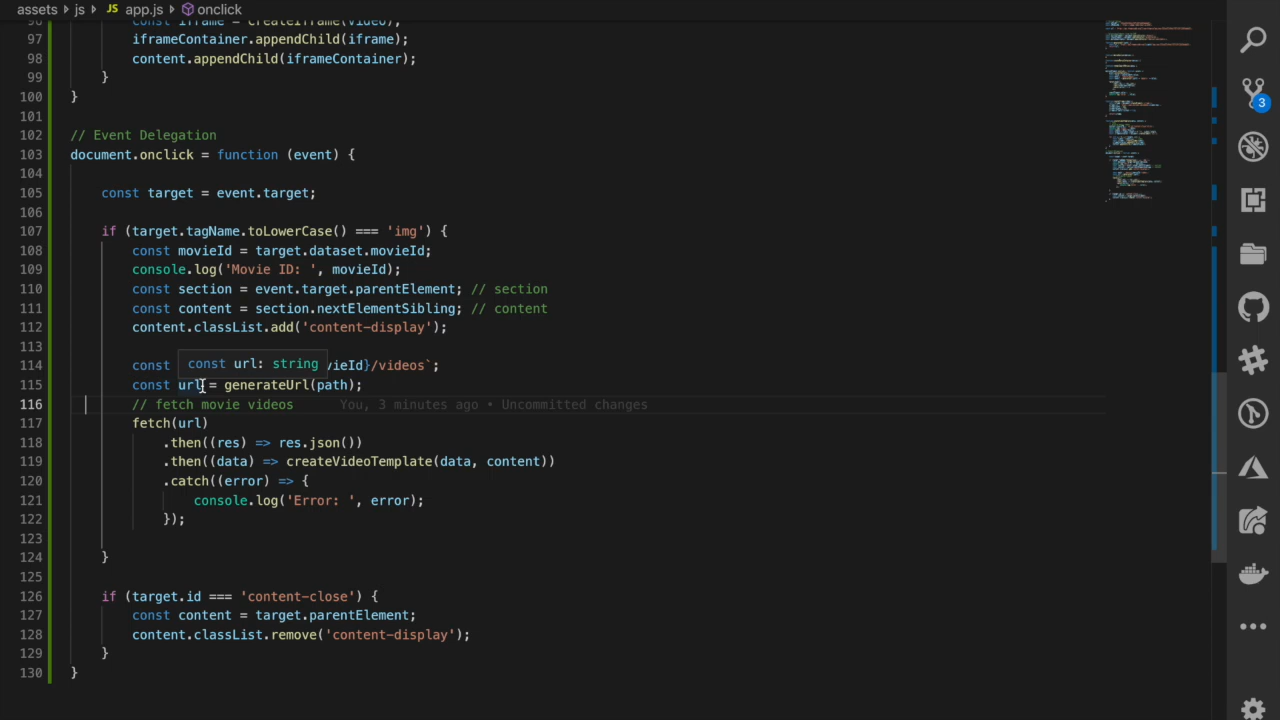 assets > js > JS app.js > onclick
96 const iframe = createIframe(video);
97 iframeContainer.appendChild(iframe);
98 content.appendChild(iframeContainer);
99 }
100 }
101
102 // Event Delegation
103 document.onclick = function (event) {
104
105 const target = event.target;
106
107 if (target.tagName.toLowerCase() === 'img') {
108 const movieId = target.dataset.movieId;
109 console.log('Movie ID: ', movieId);
110 const section = event.target.parentElement; // section
111 const content = section.nextElementSibling; // content
112 content.classList.add('content-display');
113
const url: string
114 const vieId}/videos`;
115 const url = generateUrl(path);
116 // fetch movie videos You, 3 minutes ago • Uncommitted changes
117 fetch(url)
118 .then((res) => res.json())
119 .then((data) => createVideoTemplate(data, content))
120 .catch((error) => {
121 console.log('Error: ', error);
122 });
123
124 }
125
126 if (target.id === 'content-close') {
127 const content = target.parentElement;
128 content.classList.remove('content-display');
129 }
130 }
3